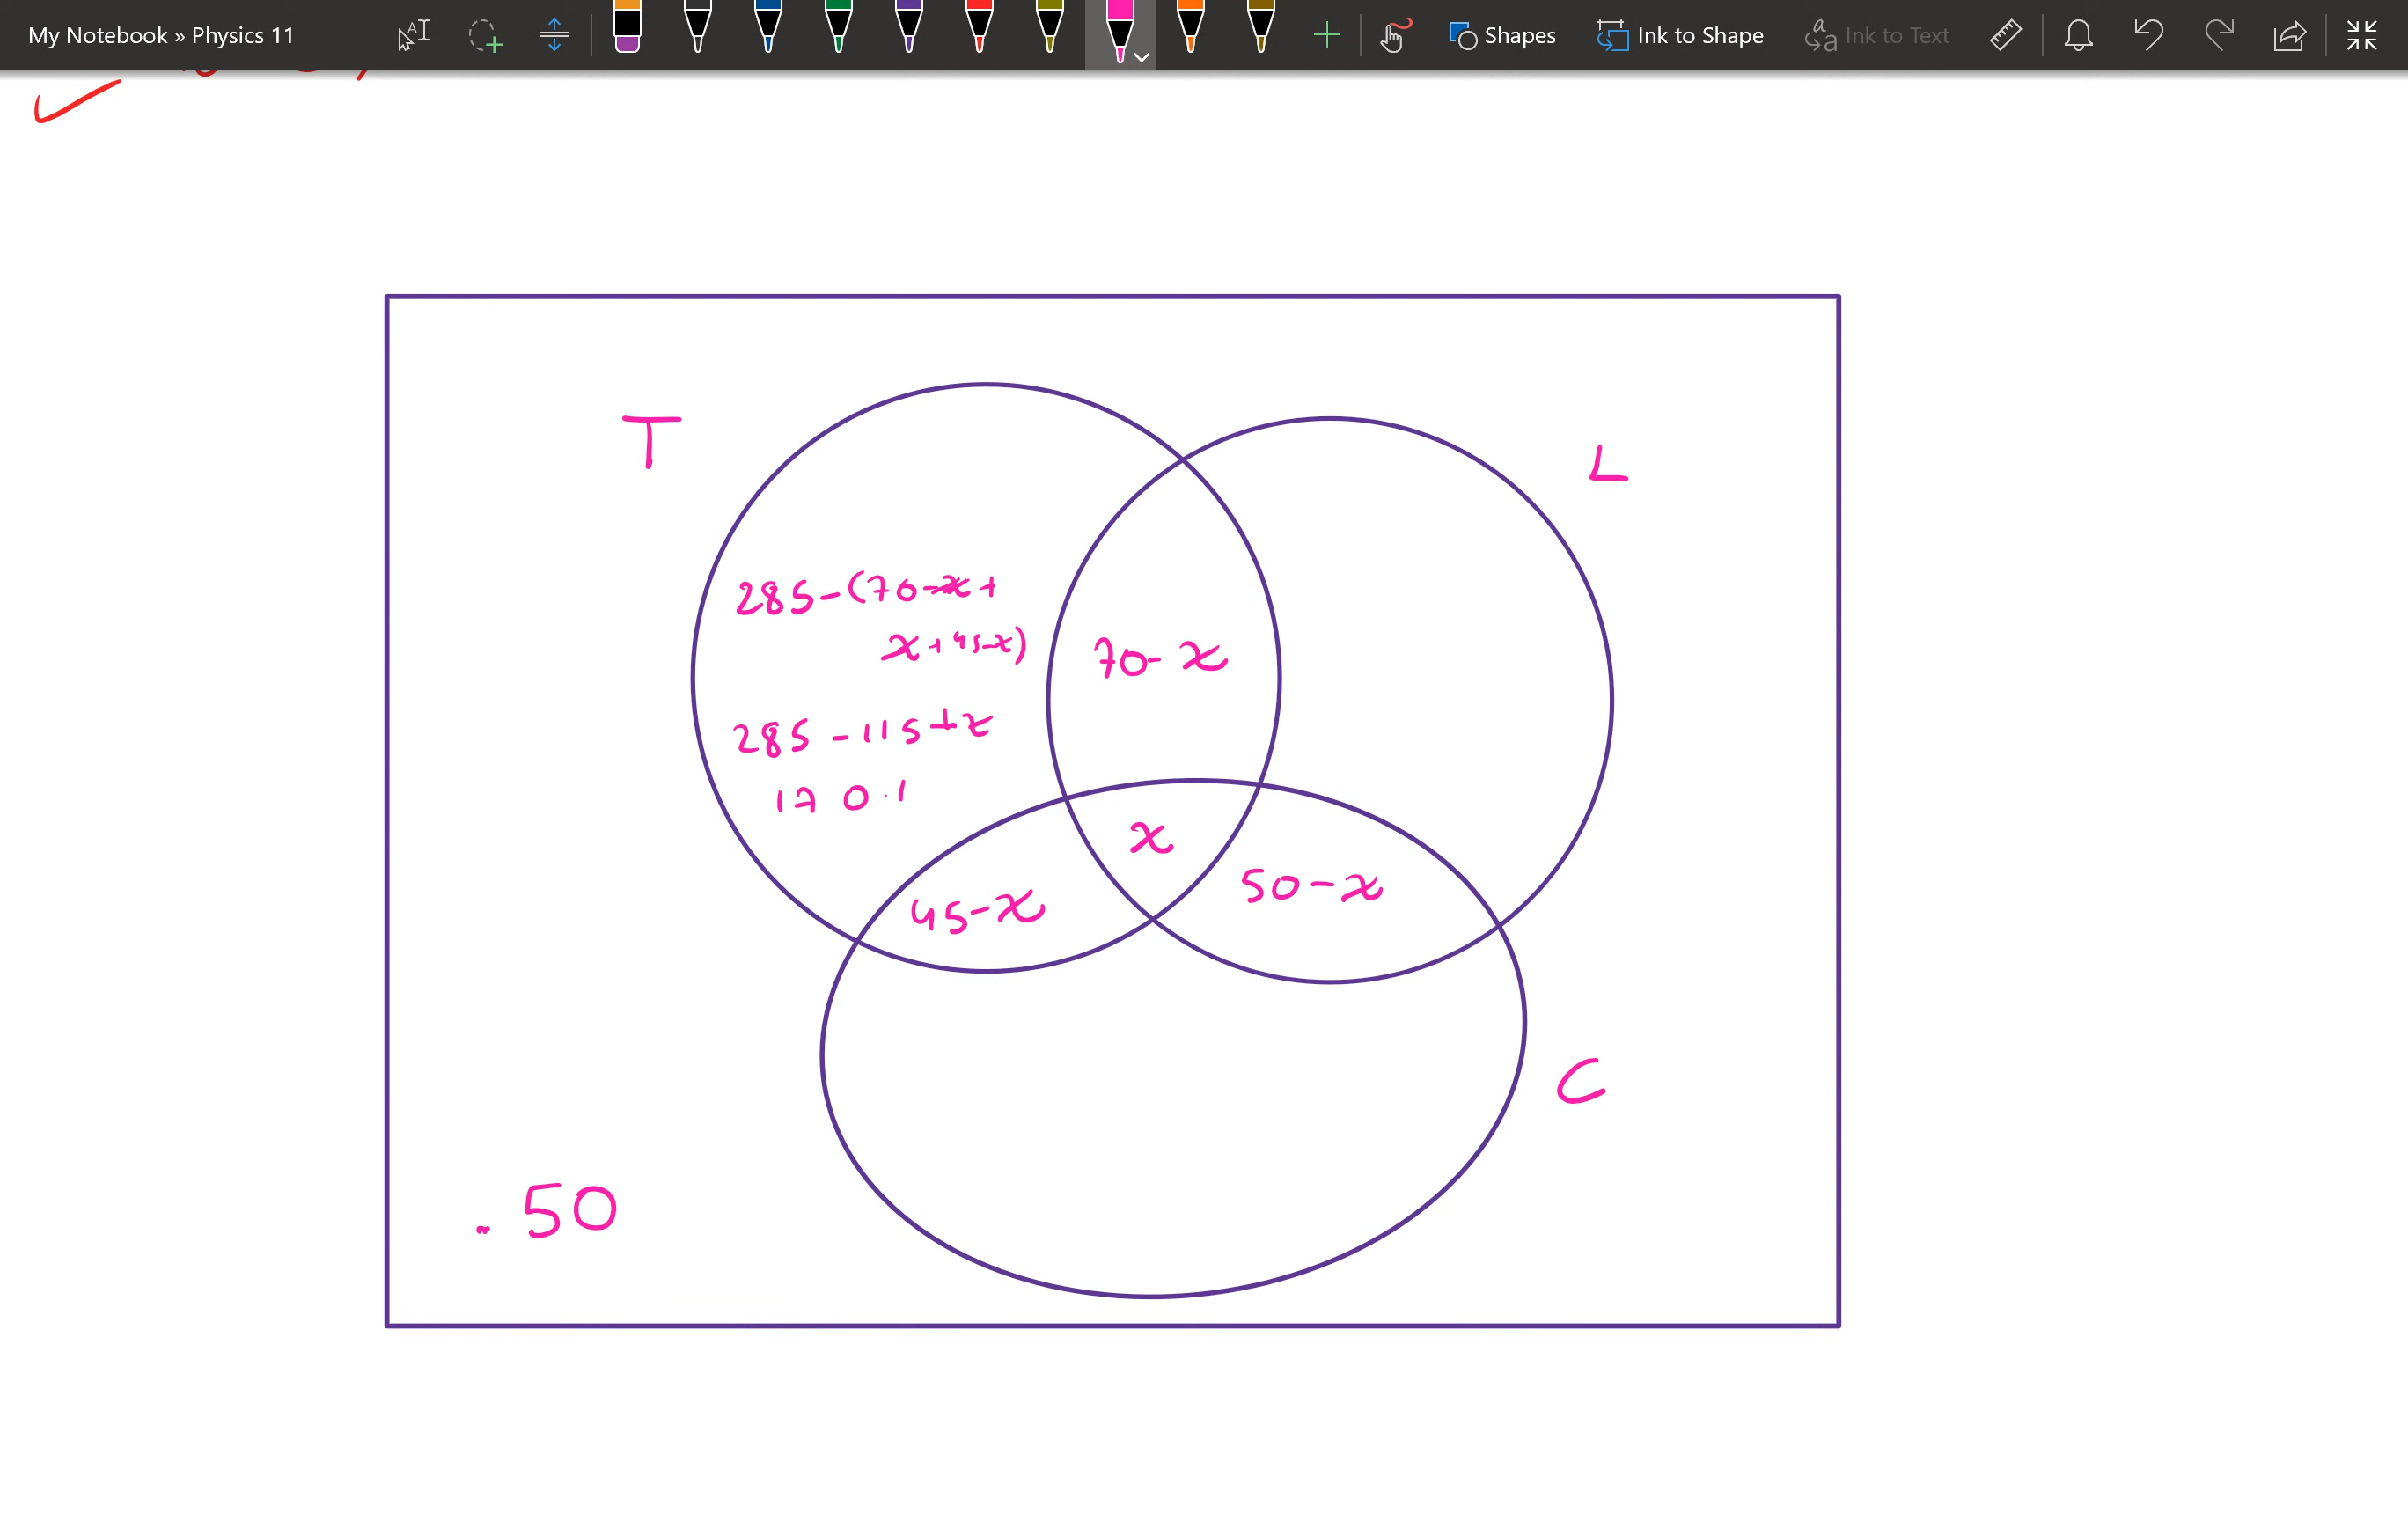 My Notebook » Physics 11
Shapes
Ink to Shape
Ink to Text
T
L
285-(70-x+
x+45-x)
70-x
285-115+x
170.1
x
50-x
45-x
C
50